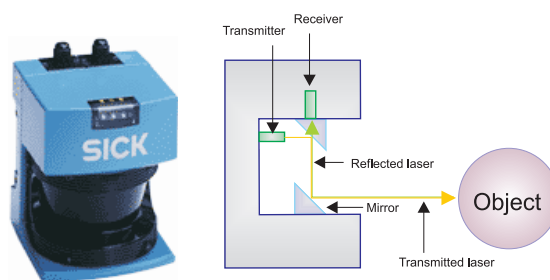 Receiver
Transmitter
SICK
Reflected laser
Mirror
Object
Transmitted laser